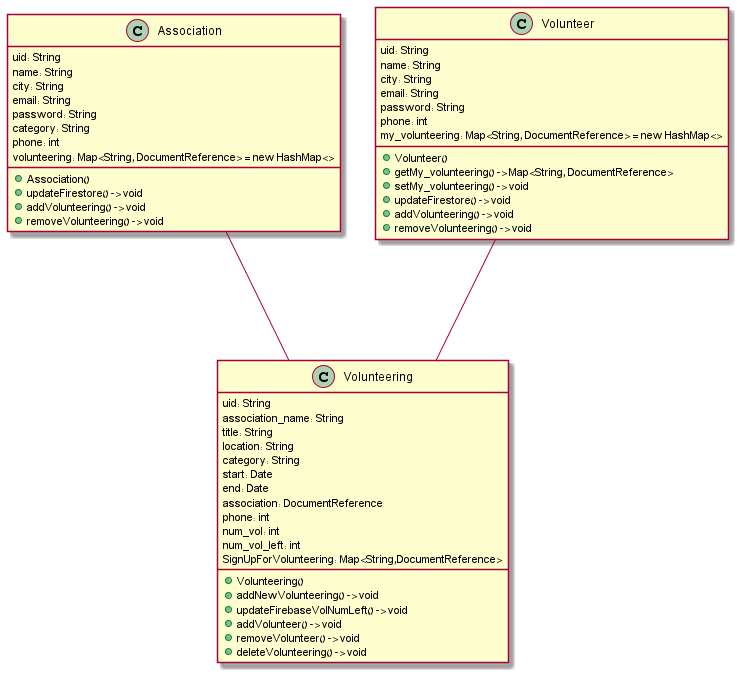 C Association
uid: String
name: String
city: String
email: String
password: String
category: String
phone: int
volunteering: Map<String, DocumentReference> = new HashMap<>
Association()
updateFirestore() -> void
addVolunteering() -> void
removeVolunteering() -> void
C Volunteer
uid: String
name: String
city: String
email: String
password: String
phone: int
my_volunteering: Map<String, DocumentReference> = new HashMap<>
Volunteer()
getMy_volunteering() -> Map<String, DocumentReference>
setMy_volunteering() -> void
updateFirestore() -> void
addVolunteering() -> void
removeVolunteering() -> void
C Volunteering
uid: String
association_name: String
title: String
location: String
category: String
start: Date
end: Date
association: DocumentReference
phone: int
num_vol: int
num_vol_left: int
SignUpForVolunteering: Map<String,DocumentReference>
Volunteering()
addNewVolunteering() -> void
updateFirebaseVolNumLeft() -> void
addVolunteer() -> void
removeVolunteer() -> void
deleteVolunteering() -> void